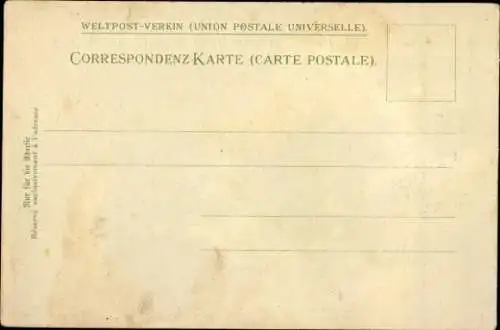 WELTPOST-VEREIN (UNION POSTALE UNIVERSELLE).
CORRESPONDENZ-KARTE (CARTE POSTALE).
Nur für die Adresse
Réservé exclusivement à l'adresse